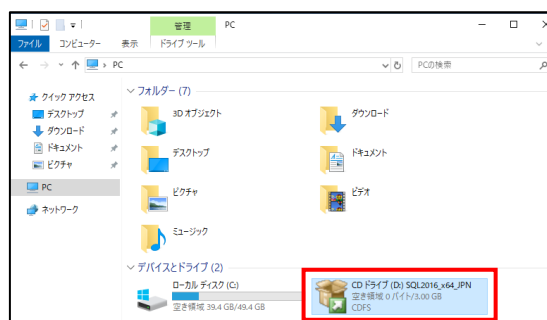 管理
PC
ファイル
コンピューター
表示
ドライブ ツール
PC
PCの検索
クイック アクセス
デスクトップ
ダウンロード
ドキュメント
ピクチャ
PC
ネットワーク
フォルダー (7)
3D オブジェクト
ダウンロード
デスクトップ
ドキュメント
ピクチャ
ビデオ
ミュージック
デバイスとドライブ (2)
ローカル ディスク (C:)
空き領域 39.4 GB/49.4 GB
CD ドライブ (D:) SQL2016_x64_JPN
空き領域 0 バイト/3.00 GB
CDFS